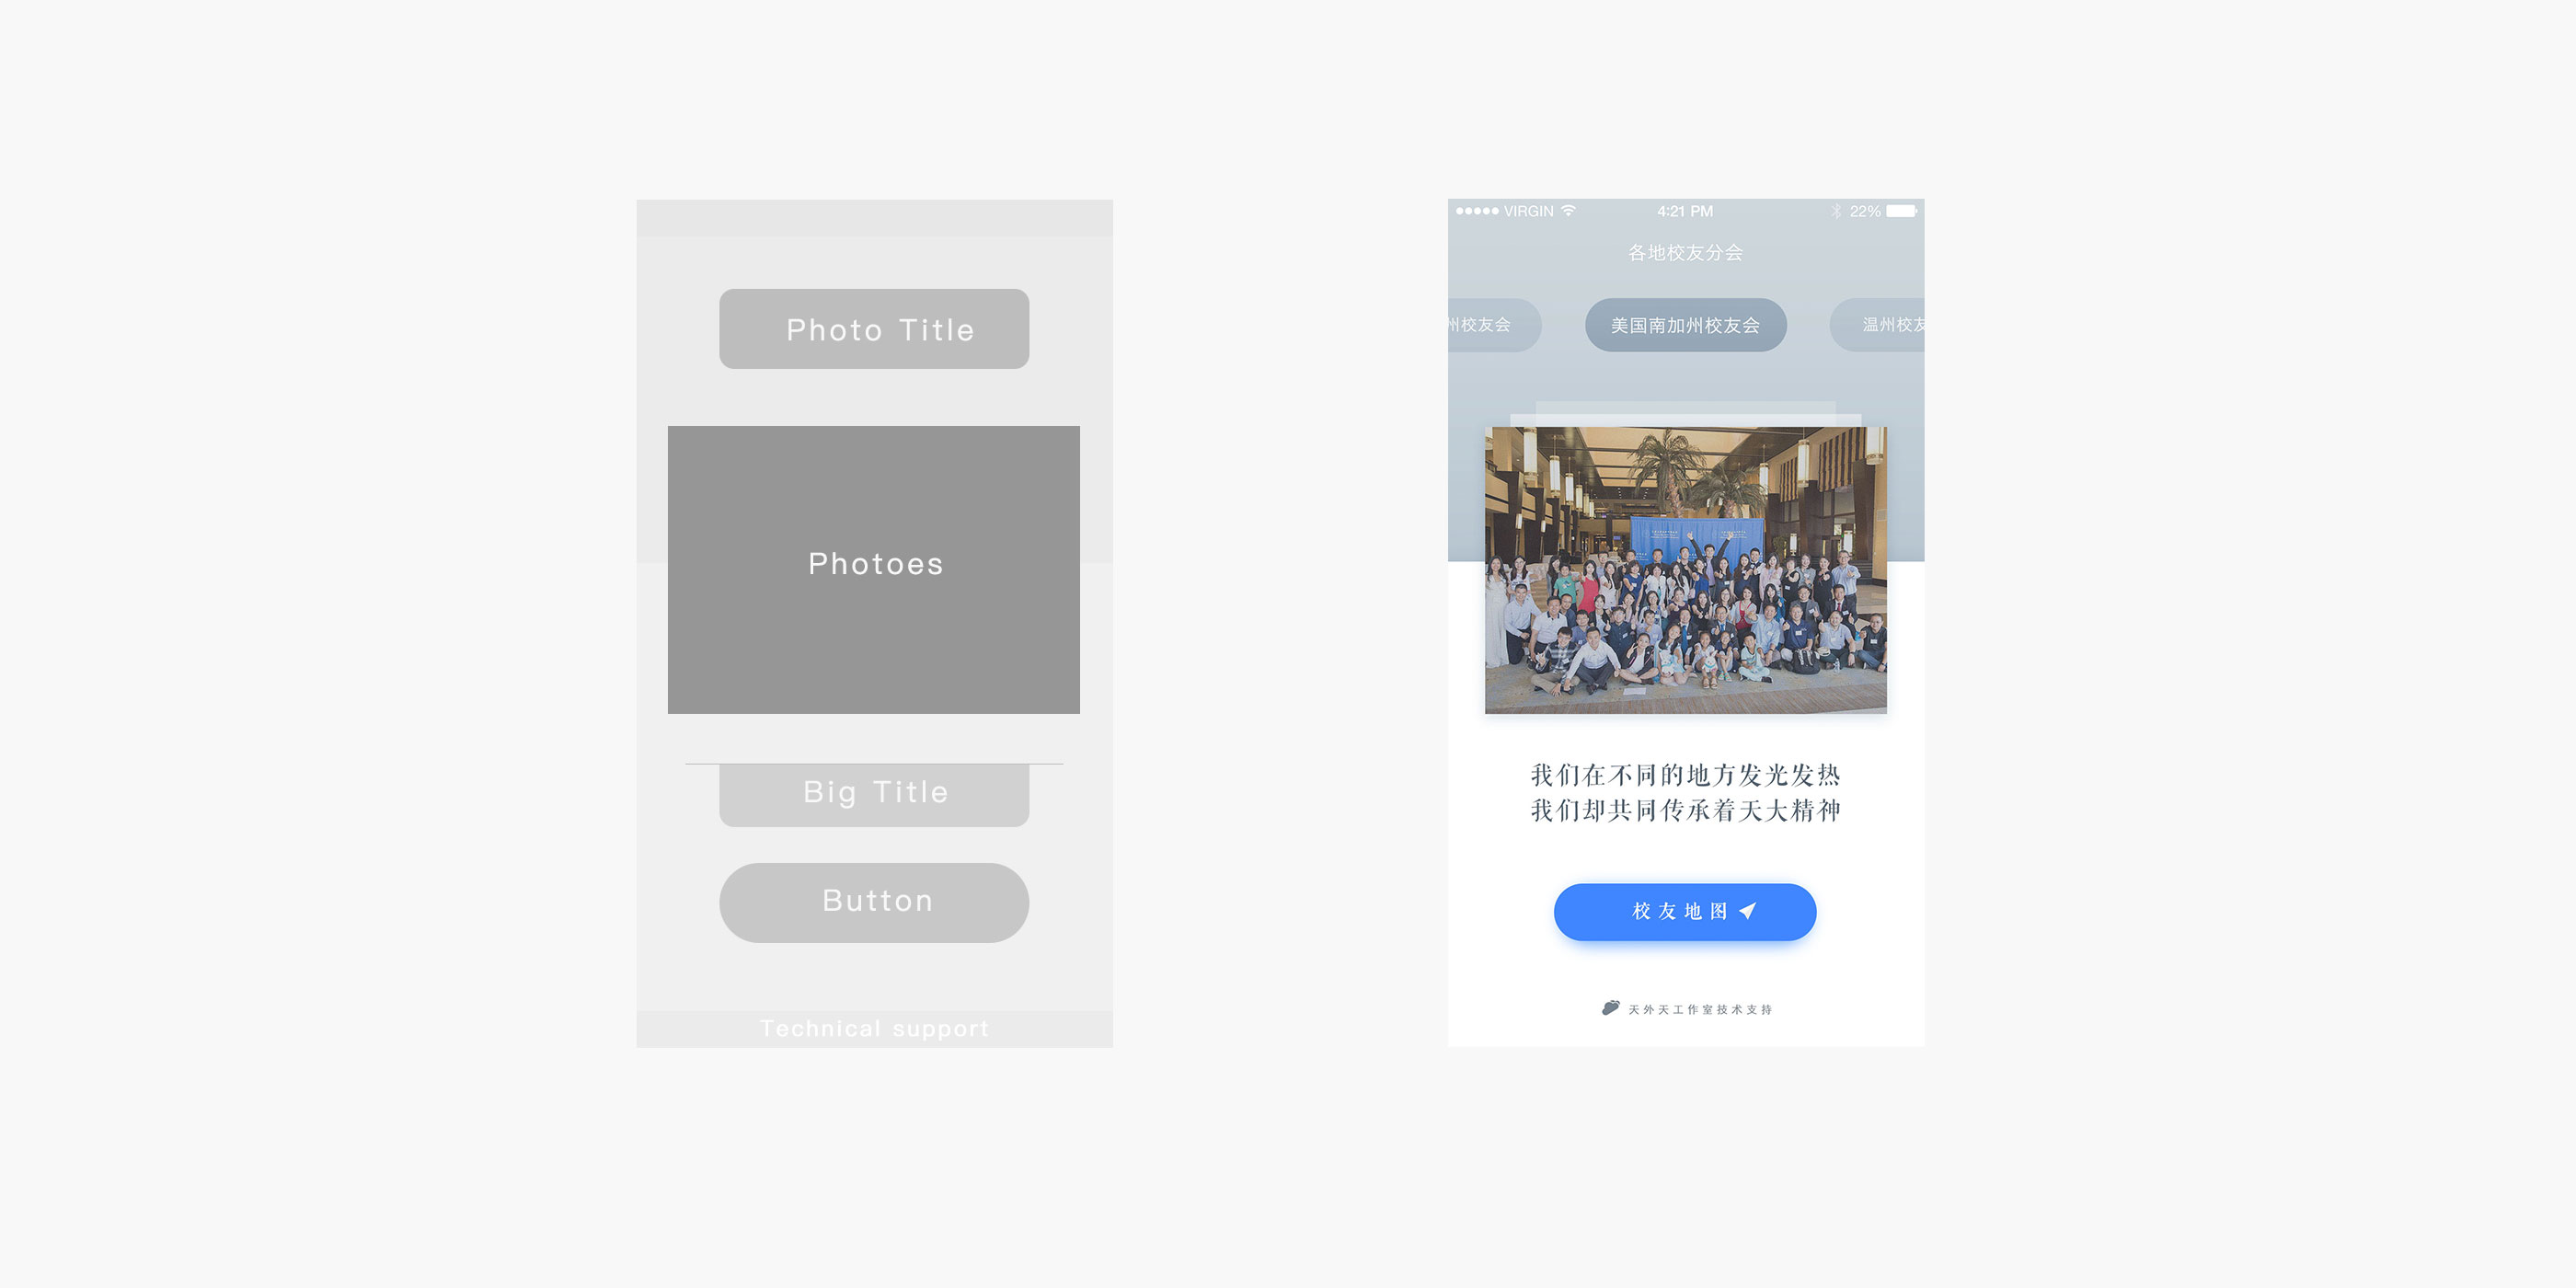 Photo Title
Photoes
Big Title
Button
Technical support
VIRGIN 4:21 PM 22%
各地校友分会
州校友会 美国南加州校友会 温州校友
我们在不同的地方发光发热
我们却共同传承着天大精神
校友地图
天外天工作室技术支持